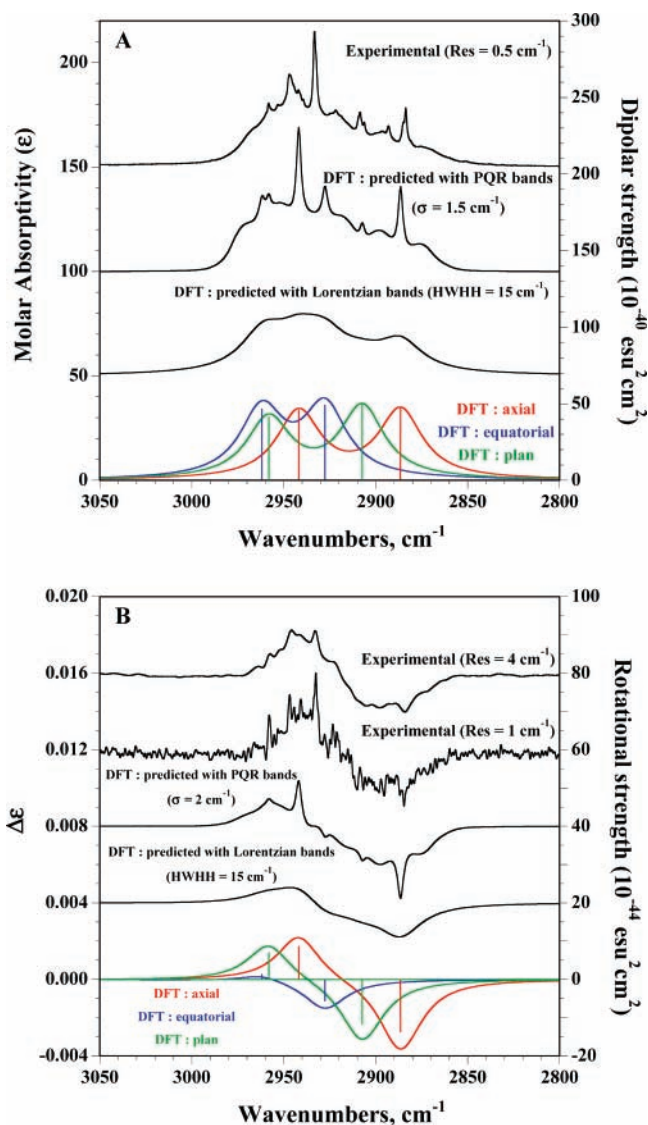 A
Experimental (Res = 0.5 cm-1)
DFT : predicted with PQR bands
(σ = 1.5 cm-1)
DFT : predicted with Lorentzian bands (HWHH = 15 cm-1)
DFT : axial
DFT : equatorial
DFT : plan
200
150
100
50
0
Molar Absorptivity (ε)
300
250
200
150
100
50
0
Dipolar strength (10-40 esu2cm2)
3050 3000 2950 2900 2850 2800
Wavenumbers, cm-1
B
Experimental (Res = 4 cm-1)
Experimental (Res = 1 cm-1)
DFT : predicted with PQR bands
(σ = 2 cm-1)
DFT : predicted with Lorentzian bands
(HWHH = 15 cm-1)
DFT : axial
DFT : equatorial
DFT : plan
0.020
0.016
0.012
0.008
0.004
0.000
-0.004
Δε
100
80
60
40
20
0
-20
Rotational strength (10-44 esu2cm2)
3050 3000 2950 2900 2850 2800
Wavenumbers, cm-1